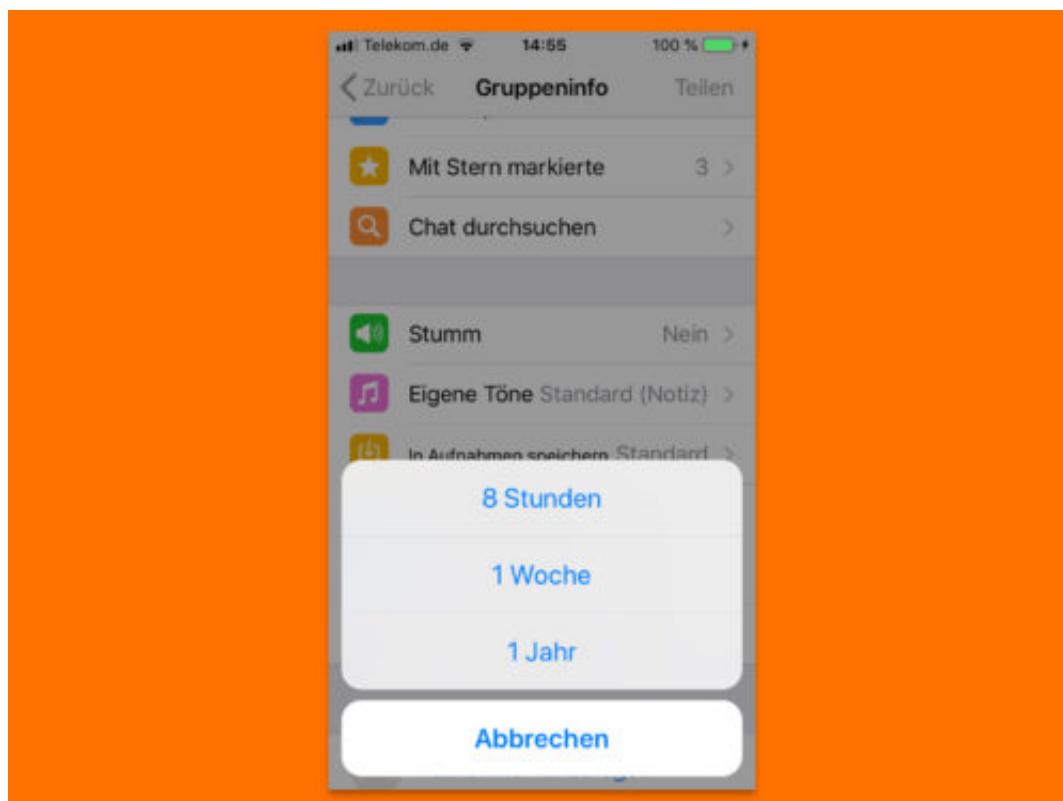 Telekom.de 14:55 100 %
Zurück Gruppeninfo Teilen
Mit Stern markierte 3
Chat durchsuchen
Stumm Nein
Eigene Töne Standard (Notiz)
In Aufnahmen speichern Standard
8 Stunden
1 Woche
1 Jahr
Abbrechen